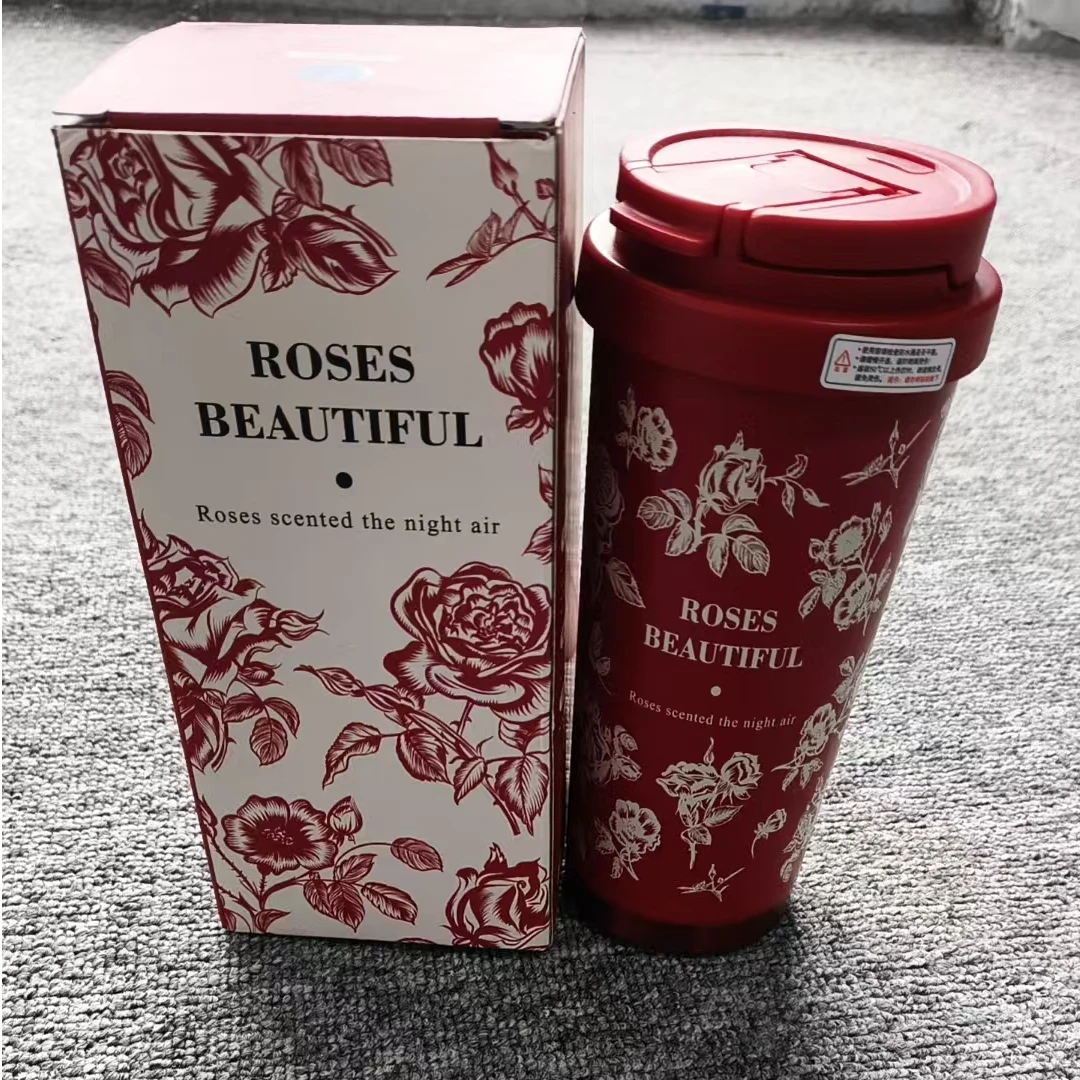 ROSES
BEAUTIFUL
Roses scented the night air
ROSES
BEAUTIFUL
Roses scented the night air